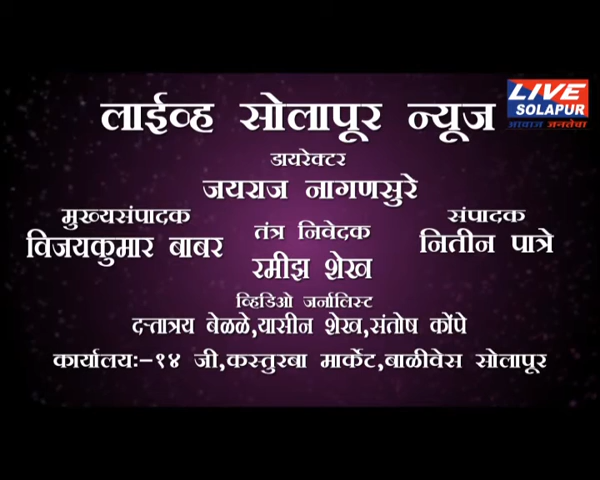 लाईव्ह सोलापूर न्यूज
LIVE
SOLAPUR
आवाज जनतेचा
डायरेक्टर
जयराज नागणसुरे
मुख्यसंपादक
विजयकुमार बाबर
तंत्र निवेदक
रमीझ शेख
संपादक
नितीन पात्रे
व्हिडिओ जर्नालिस्ट
दत्तात्रय बेळळे,यासीन शेख,संतोष कोंपे
कार्यालयः-१४ जी,कस्तुरबा मार्केट,बाळीवेस सोलापूर